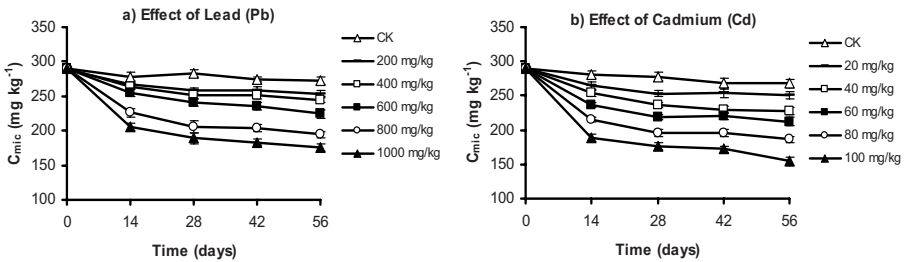 a) Effect of Lead (Pb)
C_mic (mg kg⁻¹)
350
300
250
200
150
100
0 14 28 42 56
Time (days)
CK
200 mg/kg
400 mg/kg
600 mg/kg
800 mg/kg
1000 mg/kg
b) Effect of Cadmium (Cd)
C_mic (mg kg⁻¹)
350
300
250
200
150
100
0 14 28 42 56
Time (days)
CK
20 mg/kg
40 mg/kg
60 mg/kg
80 mg/kg
100 mg/kg